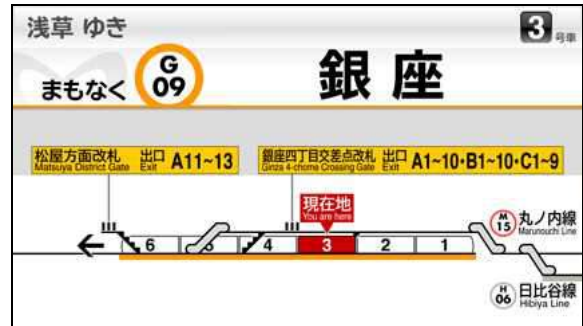 浅草 ゆき
3 号車
まもなく
G
09
銀座
松屋方面改札 出口 A11~13
Matsuya District Gate Exit
銀座四丁目交差点改札 出口 A1~10・B1~10・C1~9
Ginza 4-chome Crossing Gate Exit
現在地
You are here
6 5 4 3 2 1
M
15
丸ノ内線
Marunouchi Line
H
06
日比谷線
Hibiya Line